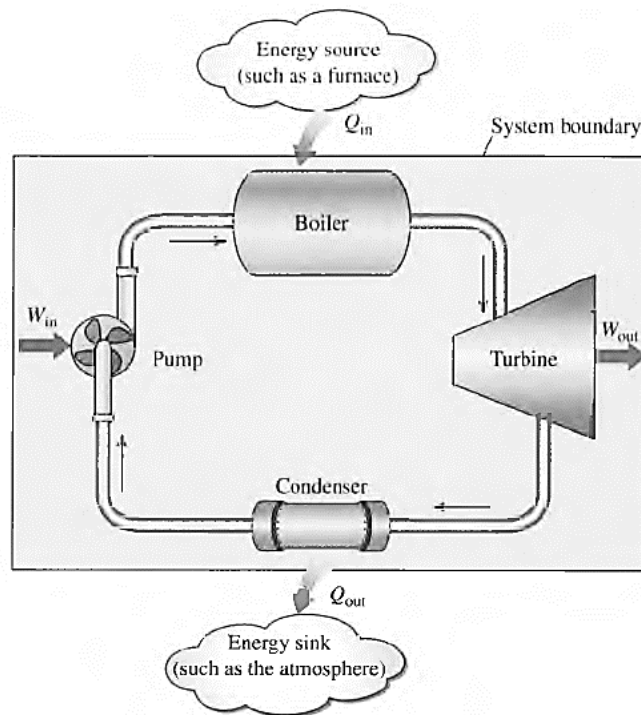 Energy source
(such as a furnace)
Qin
System boundary
Boiler
Win
Pump
Turbine
Wout
Condenser
Qout
Energy sink
(such as the atmosphere)